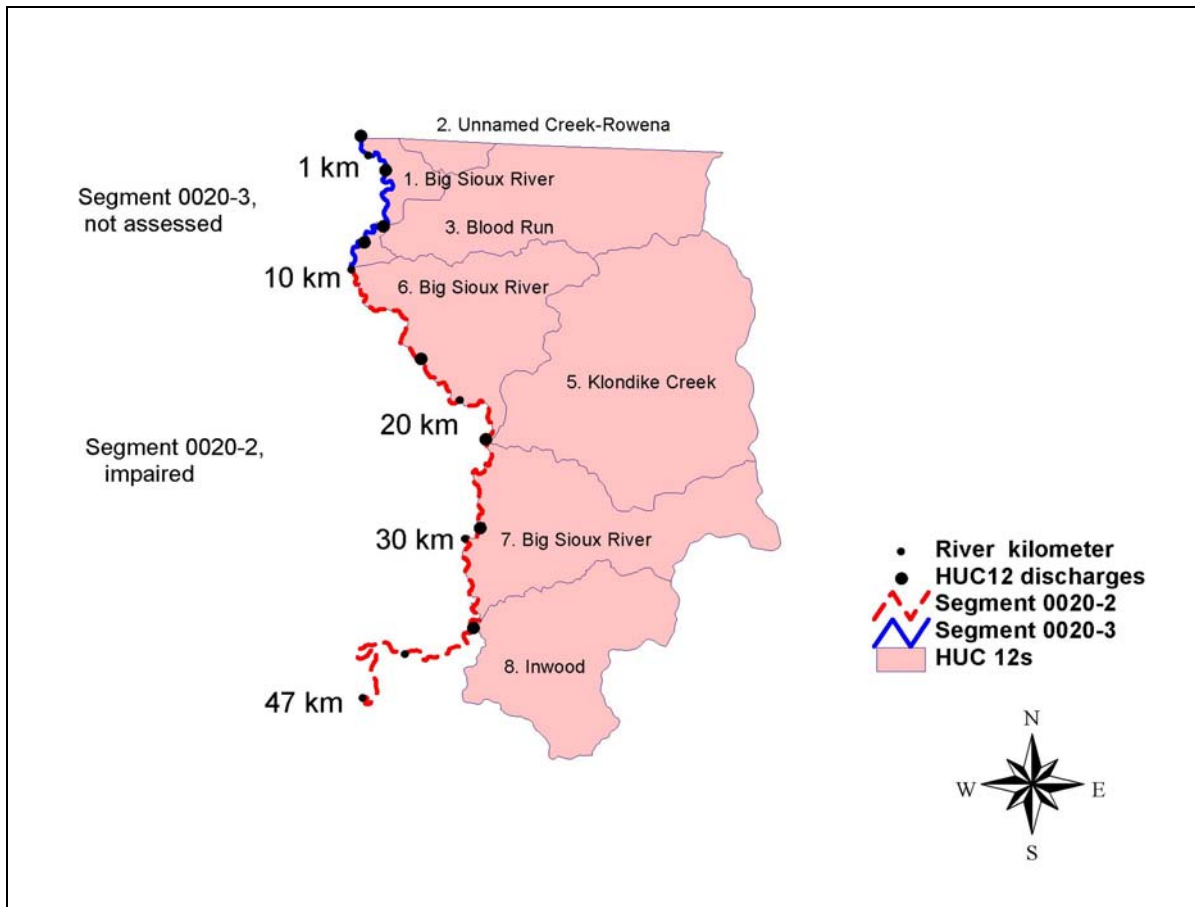 2. Unnamed Creek-Rowena
1 km
1. Big Sioux River
Segment 0020-3,
not assessed
3. Blood Run
10 km
6. Big Sioux River
5. Klondike Creek
20 km
Segment 0020-2,
impaired
30 km
7. Big Sioux River
River kilometer
HUC12 discharges
Segment 0020-2
Segment 0020-3
HUC 12s
8. Inwood
47 km
N
W
E
S